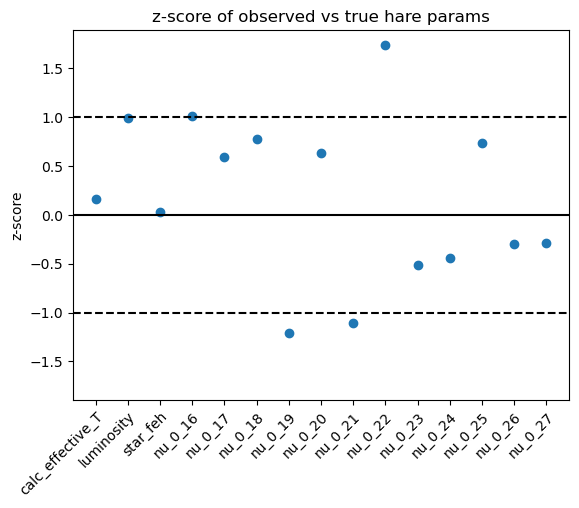 z-score of observed vs true hare params
z-score
1.5
1.0
0.5
0.0
−0.5
−1.0
−1.5
calc_effective_T
luminosity
star_feh
nu_0_16
nu_0_17
nu_0_18
nu_0_19
nu_0_20
nu_0_21
nu_0_22
nu_0_23
nu_0_24
nu_0_25
nu_0_26
nu_0_27